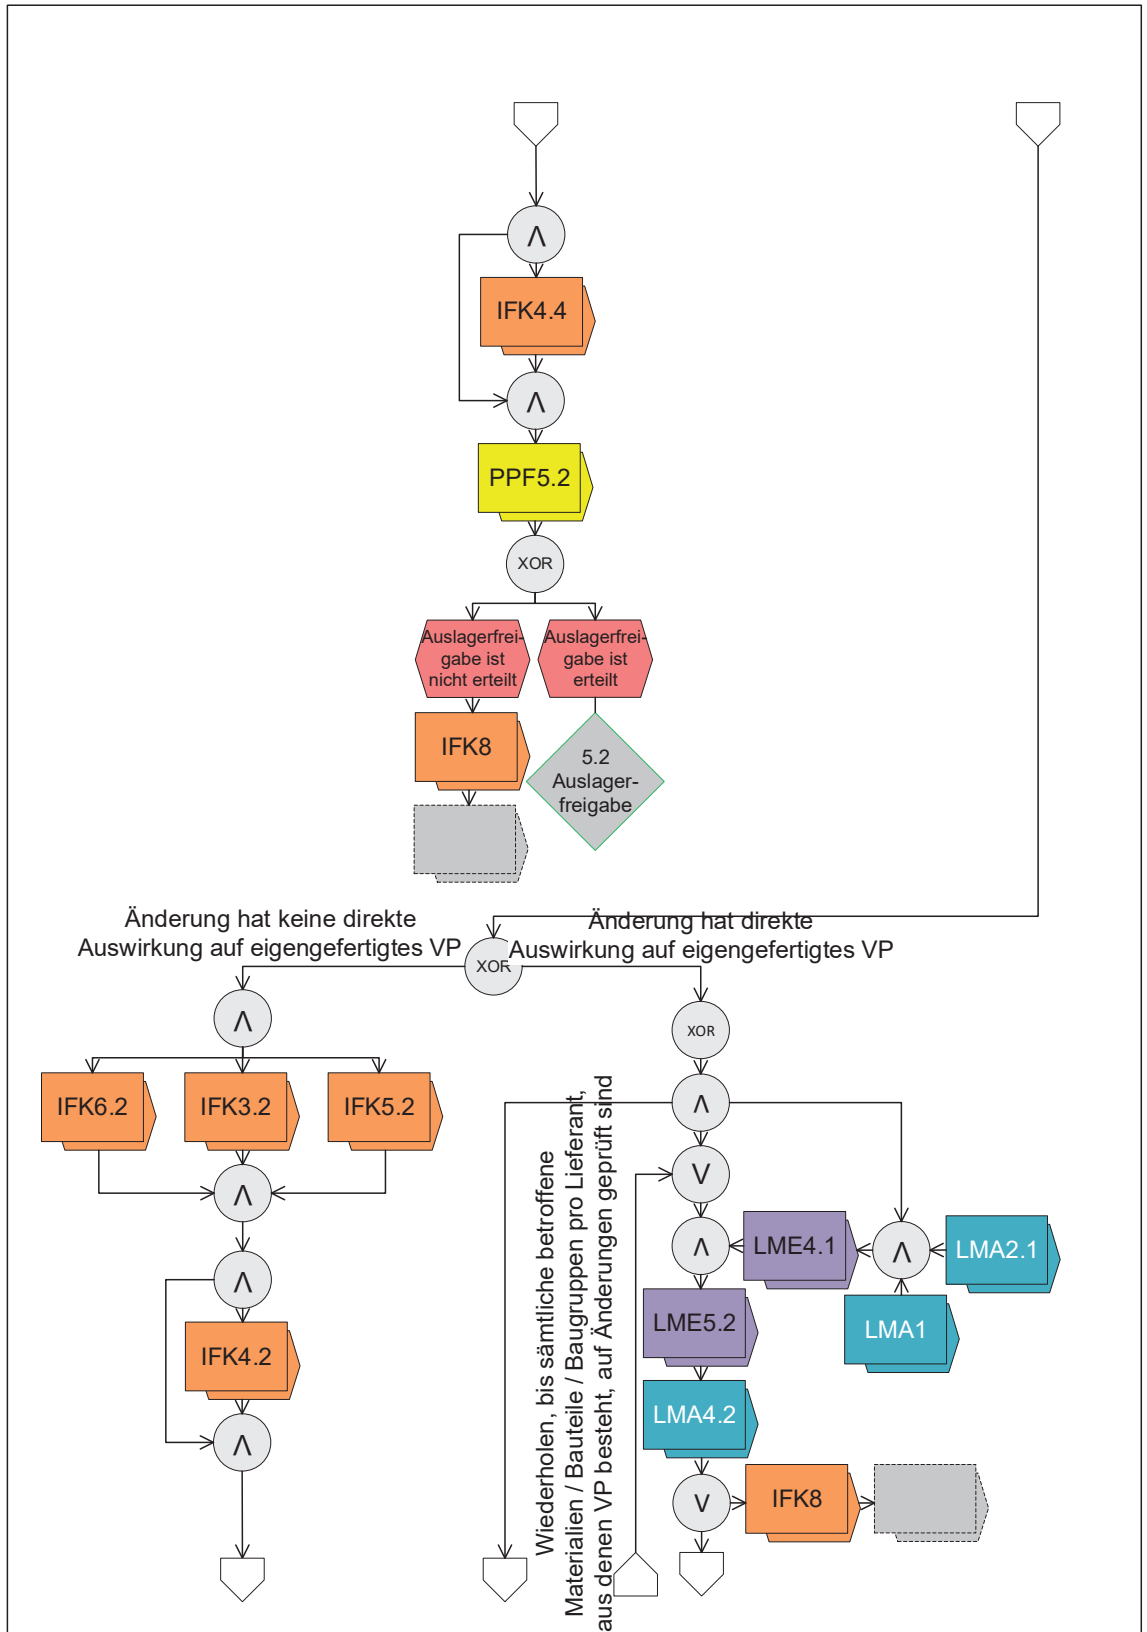 Λ
IFK4.4
Λ
PPF5.2
XOR
Auslagerfrei-
gabe ist
nicht erteilt
Auslagerfrei-
gabe ist
erteilt
IFK8
5.2
Auslager-
freigabe
Änderung hat keine direkte
Auswirkung auf eigengefertigtes VP
Änderung hat direkte
Auswirkung auf eigengefertigtes VP
XOR
Λ
IFK6.2
IFK3.2
IFK5.2
Λ
Λ
IFK4.2
Λ
XOR
Λ
V
Λ
LME4.1
Λ
LMA2.1
LMA1
LME5.2
LMA4.2
V
IFK8
Wiederholen, bis sämtliche betroffene
Materialien / Bauteile / Baugruppen pro Lieferant,
aus denen VP besteht, auf Änderungen geprüft sind